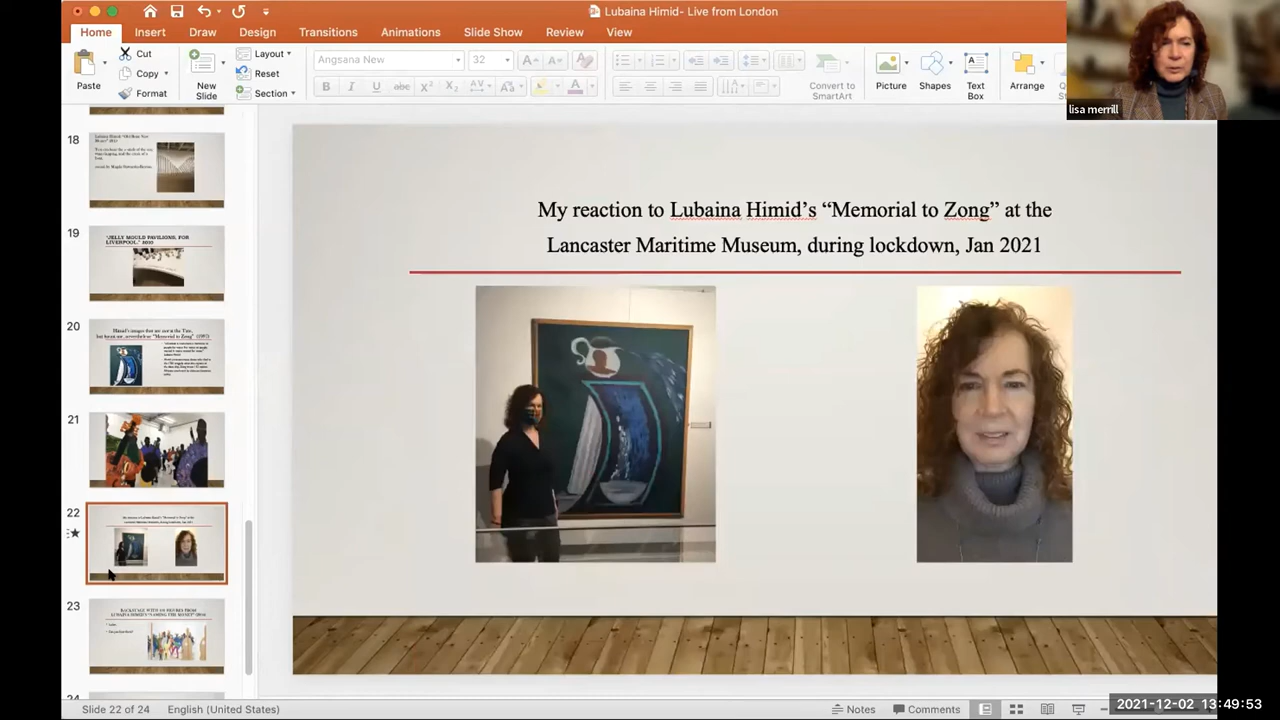 Lubaina Himid- Live from London
Home Insert Draw Design Transitions Animations Slide Show Review View
Paste
Cut
Copy
Format
New
Slide
Layout
Reset
Section
Angsana New
32
Convert to
SmartArt
Picture
Shapes
Text
Box
Arrange
lisa merrill
18
19
"JELLY MOULD PAVILIONS, FOR
LIVERPOOL," 2010
20
21
22
23
BACKSTAGE WITH
LUBAINA HIMID'S
My reaction to Lubaina Himid's “Memorial to Zong” at the
Lancaster Maritime Museum, during lockdown, Jan 2021
Slide 22 of 24
English (United States)
Notes
Comments
2021-12-02 13:49:53